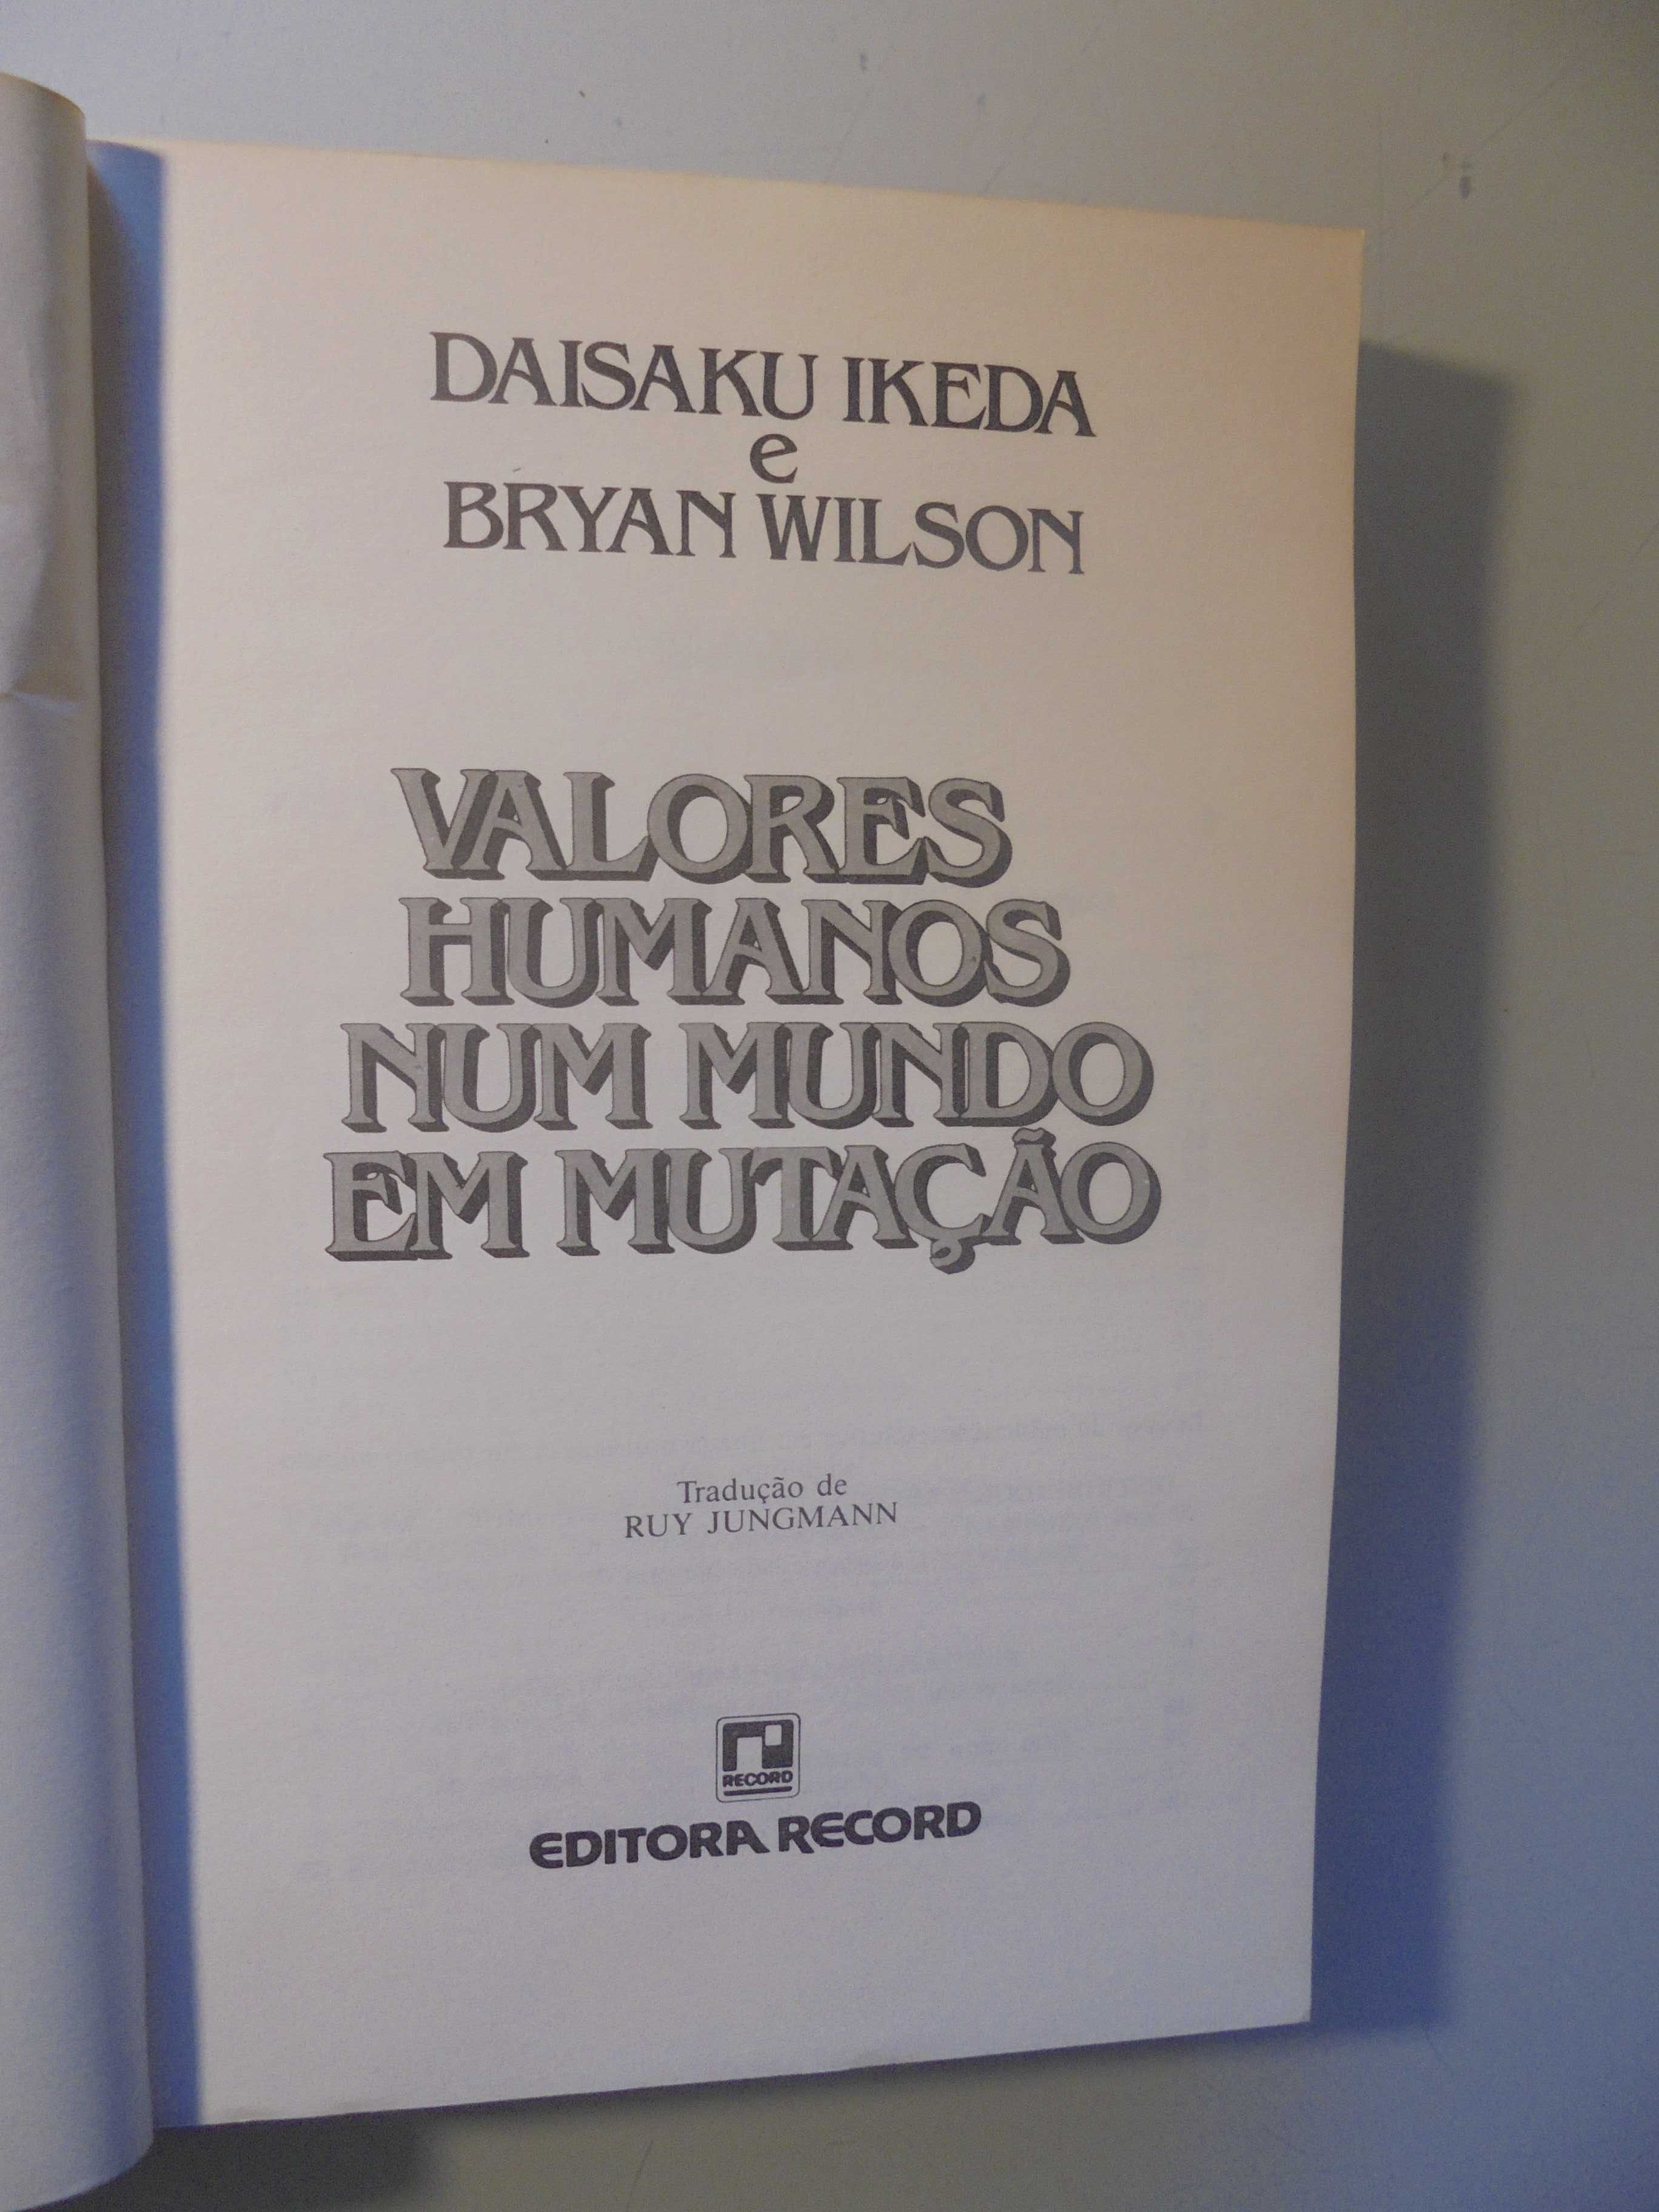 DAISAKU IKEDA
e
BRYAN WILSON
VALORES
HUMANOS
NUM MUNDO
EM MUTAÇÃO
Tradução de
RUY JUNGMANN
RECORD
EDITORA RECORD